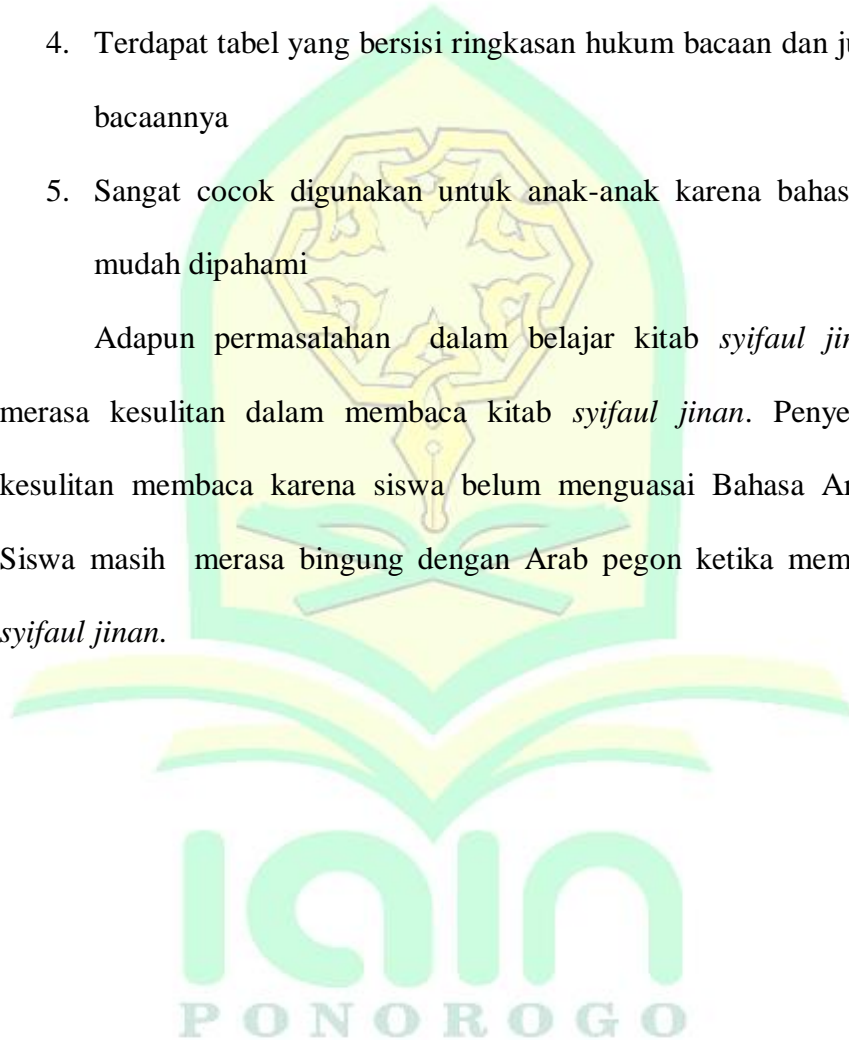 4. Terdapat tabel yang bersisi ringkasan hukum bacaan dan
bacaannya
5. Sangat cocok digunakan untuk anak-anak karena
mudah dipahami
Adapun permasalahan dalam belajar kitab syifaul
merasa kesulitan dalam membaca kitab syifaul jinan.
kesulitan membaca karena siswa belum menguasai Bahasa
Siswa masih merasa bingung dengan Arab pegon ketika
syifaul jinan.
iain
PONOROGO